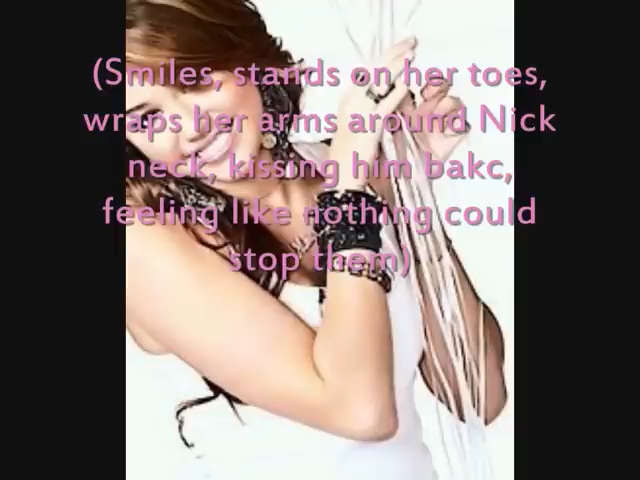 (Smiles, stands on her toes,
wraps her arms around Nick
neck, kissing him bakc,
feeling like nothing could
stop them)